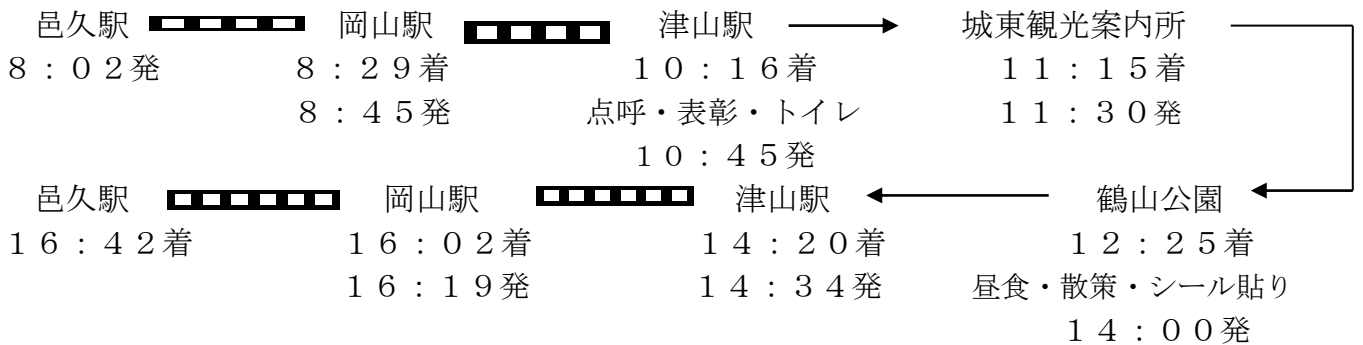 邑久駅 岡山駅 津山駅 城東観光案内所
８：０２発 ８：２９着 １０：１６着 １１：１５着
８：４５発 点呼・表彰・トイレ １１：３０発
１０：４５発
邑久駅 岡山駅 津山駅 鶴山公園
１６：４２着 １６：０２着 １４：２０着 １２：２５着
１６：１９発 １４：３４発 昼食・散策・シール貼り
１４：００発